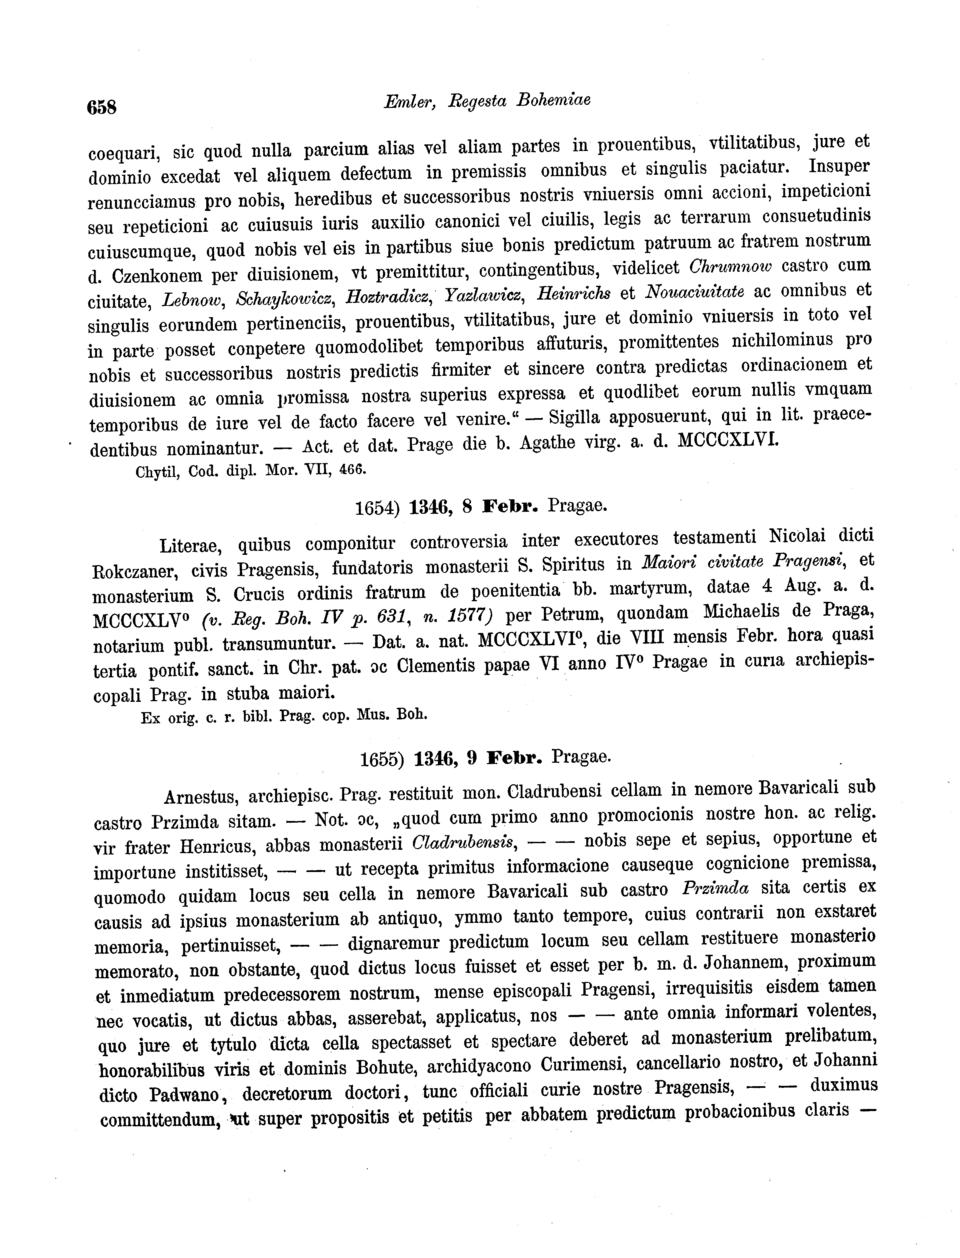 658 Emler, Regesta Bohemiae
coequari, sic quod nulla parcium alias vel aliam partes in prouentibus, vtilitatibus, jure et
dominio excedat vel aliquem defectum in premissis omnibus et singulis paciatur. Insuper
renuncciamus pro nobis, heredibus et successoribus nostris vniuersis omni accioni, impeticioni
seu repeticioni ac cuiusuis iuris auxilio canonici vel ciuilis, legis ac terrarum consuetudinis
cuiuscumque, quod nobis vel eis in partibus siue bonis predictum patruum ac fratrem nostrum
d. Czenkonem per diuisionem, vt premittitur, contingentibus, videlicet Chrumnow castro cum
ciuitate, Lebnow, Schaykowicz, Hoztradicz, Yazlawicz, Heinrichs et Nouaciuitate ac omnibus et
singulis eorundem pertinenciis, prouentibus, vtilitatibus, jure et dominio vniuersis in toto vel
in parte posset conpetere quomodolibet temporibus affuturis, promittentes nichilominus pro
nobis et successoribus nostris predictis firmiter et sincere contra predictas ordinacionem et
diuisionem ac omnia promissa nostra superius expressa et quodlibet eorum nullis vmquam
temporibus de iure vel de facto facere vel venire.“ — Sigilla apposuerunt, qui in lit. praece-
dentibus nominantur. — Act. et dat. Prage die b. Agathe virg. a. d. MCCCXLVI.
Chytil, Cod. dipl. Mor. VII, 466.
1654) 1346, 8 Febr. Pragae.
Literae, quibus componitur controversia inter executores testamenti Nicolai dicti
Rokczaner, civis Pragensis, fundatoris monasterii S. Spiritus in Maiori civitate Pragensi, et
monasterium S. Crucis ordinis fratrum de poenitentia bb. martyrum, datae 4 Aug. a. d.
MCCCXLV⁰ (v. Reg. Boh. IV p. 631, n. 1577) per Petrum, quondam Michaelis de Praga,
notarium publ. transumuntur. — Dat. a. nat. MCCCXLVI⁰, die VIII mensis Febr. hora quasi
tertia pontif. sanct. in Chr. pat. ɔc Clementis papae VI anno IV⁰ Pragae in curia archiepis-
copali Prag. in stuba maiori.
Ex orig. c. r. bibl. Prag. cop. Mus. Boh.
1655) 1346, 9 Febr. Pragae.
Arnestus, archiepisc. Prag. restituit mon. Cladrubensi cellam in nemore Bavaricali sub
castro Przimda sitam. — Not. ɔc, „quod cum primo anno promocionis nostre hon. ac relig.
vir frater Henricus, abbas monasterii Cladrubensis, — — nobis sepe et sepius, opportune et
importune institisset, — — ut recepta primitus informacione causeque cognicione premissa,
quomodo quidam locus seu cella in nemore Bavaricali sub castro Przimda sita certis ex
causis ad ipsius monasterium ab antiquo, ymmo tanto tempore, cuius contrarii non exstaret
memoria, pertinuisset, — — dignaremur predictum locum seu cellam restituere monasterio
memorato, non obstante, quod dictus locus fuisset et esset per b. m. d. Johannem, proximum
et inmediatum predecessorem nostrum, mense episcopali Pragensi, irrequisitis eisdem tamen
nec vocatis, ut dictus abbas, asserebat, applicatus, nos — — ante omnia informari volentes,
quo jure et tytulo dicta cella spectasset et spectare deberet ad monasterium prelibatum,
honorabilibus viris et dominis Bohute, archidyacono Curimensi, cancellario nostro, et Johanni
dicto Padwano, decretorum doctori, tunc officiali curie nostre Pragensis, — — duximus
committendum, ut super propositis et petitis per abbatem predictum probacionibus claris —